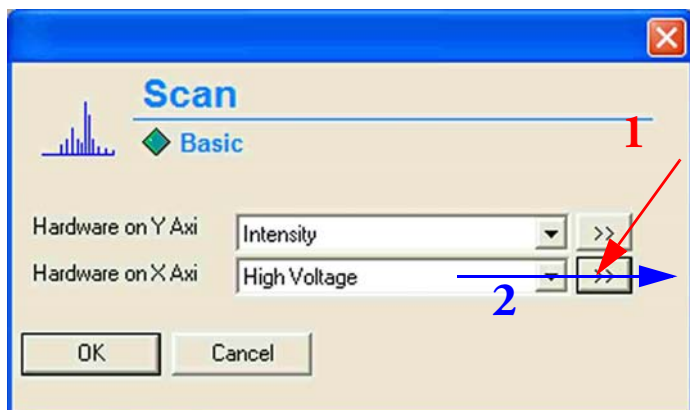 Scan
Basic
1
Hardware on Y Axi Intensity >>
Hardware on X Axi High Voltage >>
2
OK Cancel